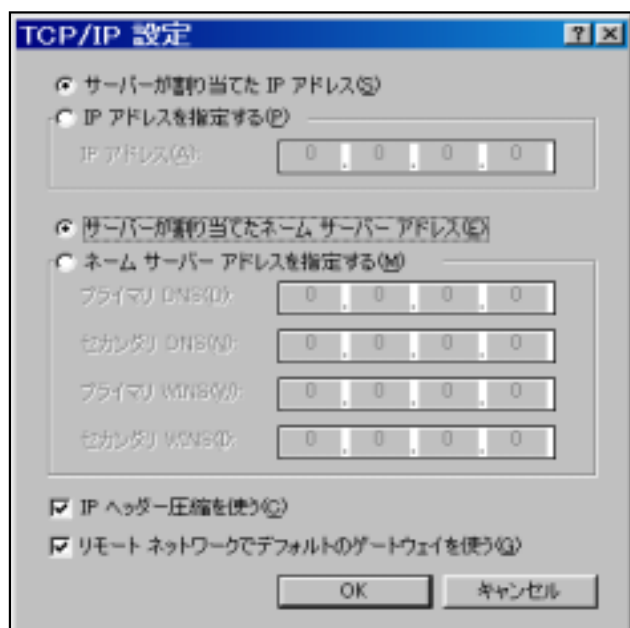 TCP/IP 設定
サーバーが割り当てた IP アドレス(S)
IP アドレスを指定する(P)
IP アドレス(A):
0 . 0 . 0 . 0
サーバーが割り当てたネーム サーバー アドレス(E)
ネーム サーバー アドレスを指定する(M)
プライマリ DNS(D):
0 . 0 . 0 . 0
セカンダリ DNS(N):
0 . 0 . 0 . 0
プライマリ WINS(W):
0 . 0 . 0 . 0
セカンダリ WINS(I):
0 . 0 . 0 . 0
IP ヘッダー圧縮を使う(C)
リモート ネットワークでデフォルトのゲートウェイを使う(G)
OK
キャンセル